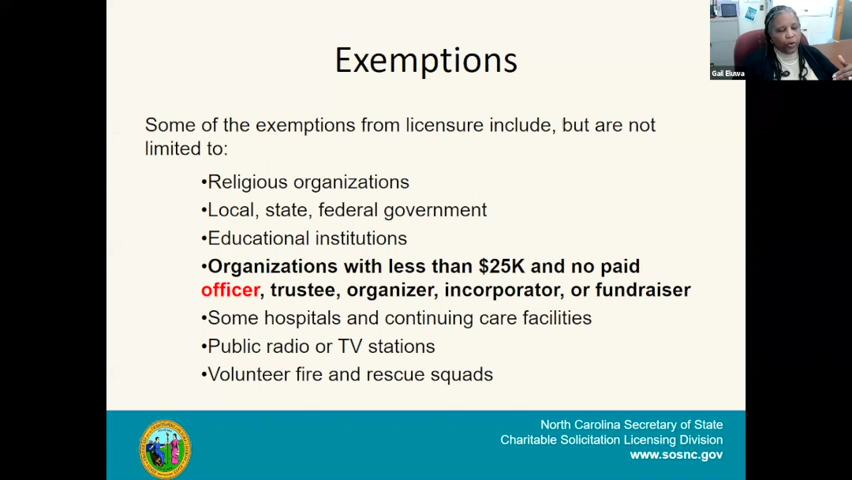 Exemptions
Gail Eluwa
Some of the exemptions from licensure include, but are not
limited to:
•Religious organizations
•Local, state, federal government
•Educational institutions
•Organizations with less than $25K and no paid
officer, trustee, organizer, incorporator, or fundraiser
•Some hospitals and continuing care facilities
•Public radio or TV stations
•Volunteer fire and rescue squads
North Carolina Secretary of State
Charitable Solicitation Licensing Division
www.sosnc.gov